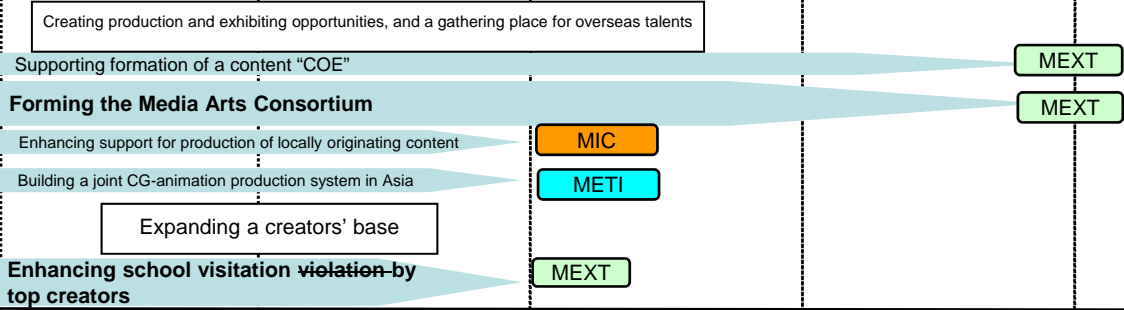 Creating production and exhibiting opportunities, and a gathering place for overseas talents
Supporting formation of a content “COE”
MEXT
Forming the Media Arts Consortium
MEXT
Enhancing support for production of locally originating content
MIC
Building a joint CG-animation production system in Asia
METI
Expanding a creators’ base
Enhancing school visitation violation by
top creators
MEXT